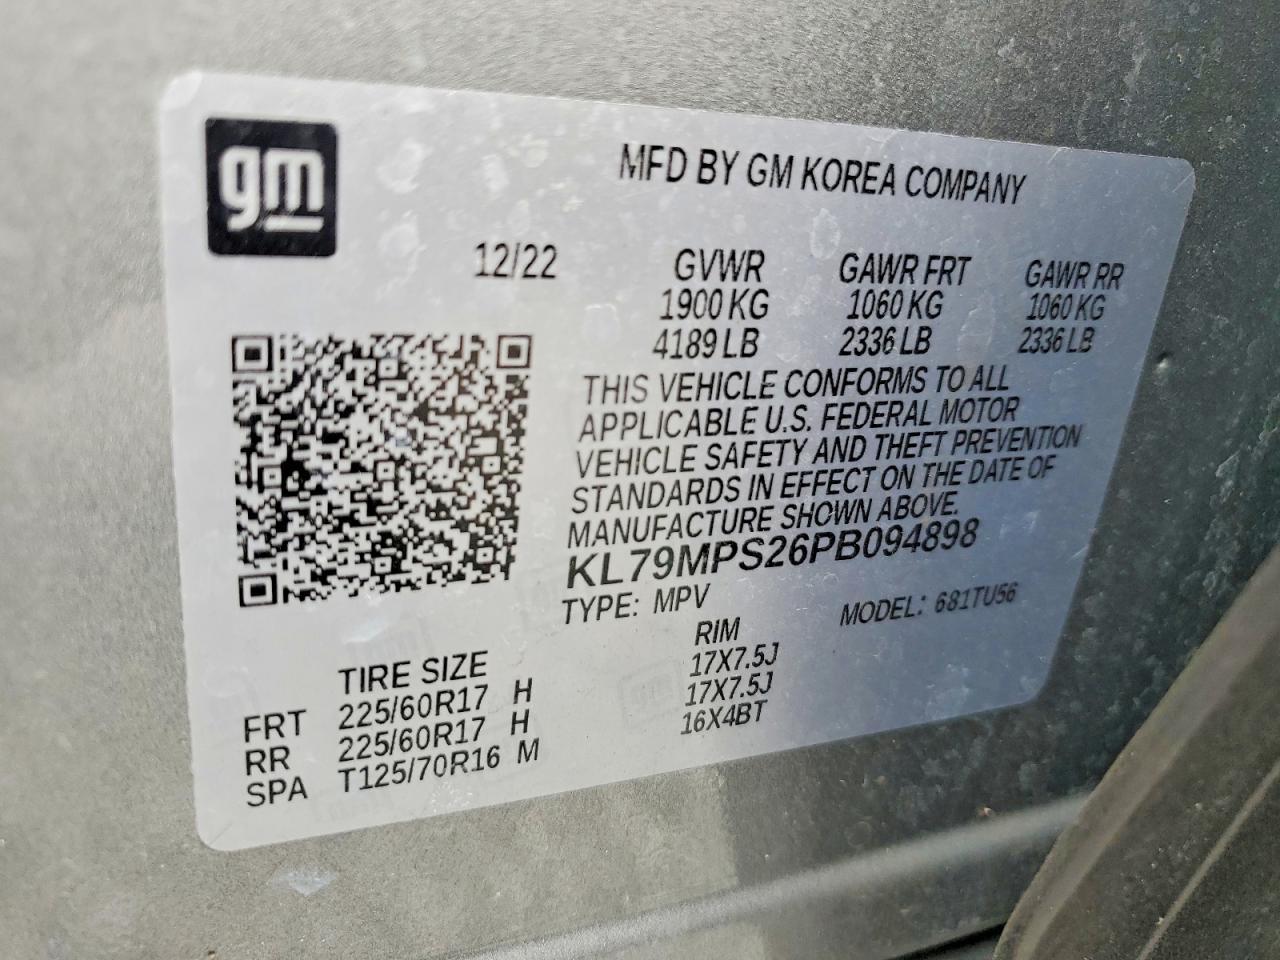 gm
MFD BY GM KOREA COMPANY
12/22 GVWR GAWR FRT GAWR RR
1900 KG 1060 KG 1060 KG
4189 LB 2336 LB 2336 LB
THIS VEHICLE CONFORMS TO ALL
APPLICABLE U.S. FEDERAL MOTOR
VEHICLE SAFETY AND THEFT PREVENTION
STANDARDS IN EFFECT ON THE DATE OF
MANUFACTURE SHOWN ABOVE.
KL79MPS26PB094898
TYPE: MPV MODEL: 681TU56
TIRE SIZE RIM
FRT 225/60R17 H 17X7.5J
RR 225/60R17 H 17X7.5J
SPA T125/70R16 M 16X4BT